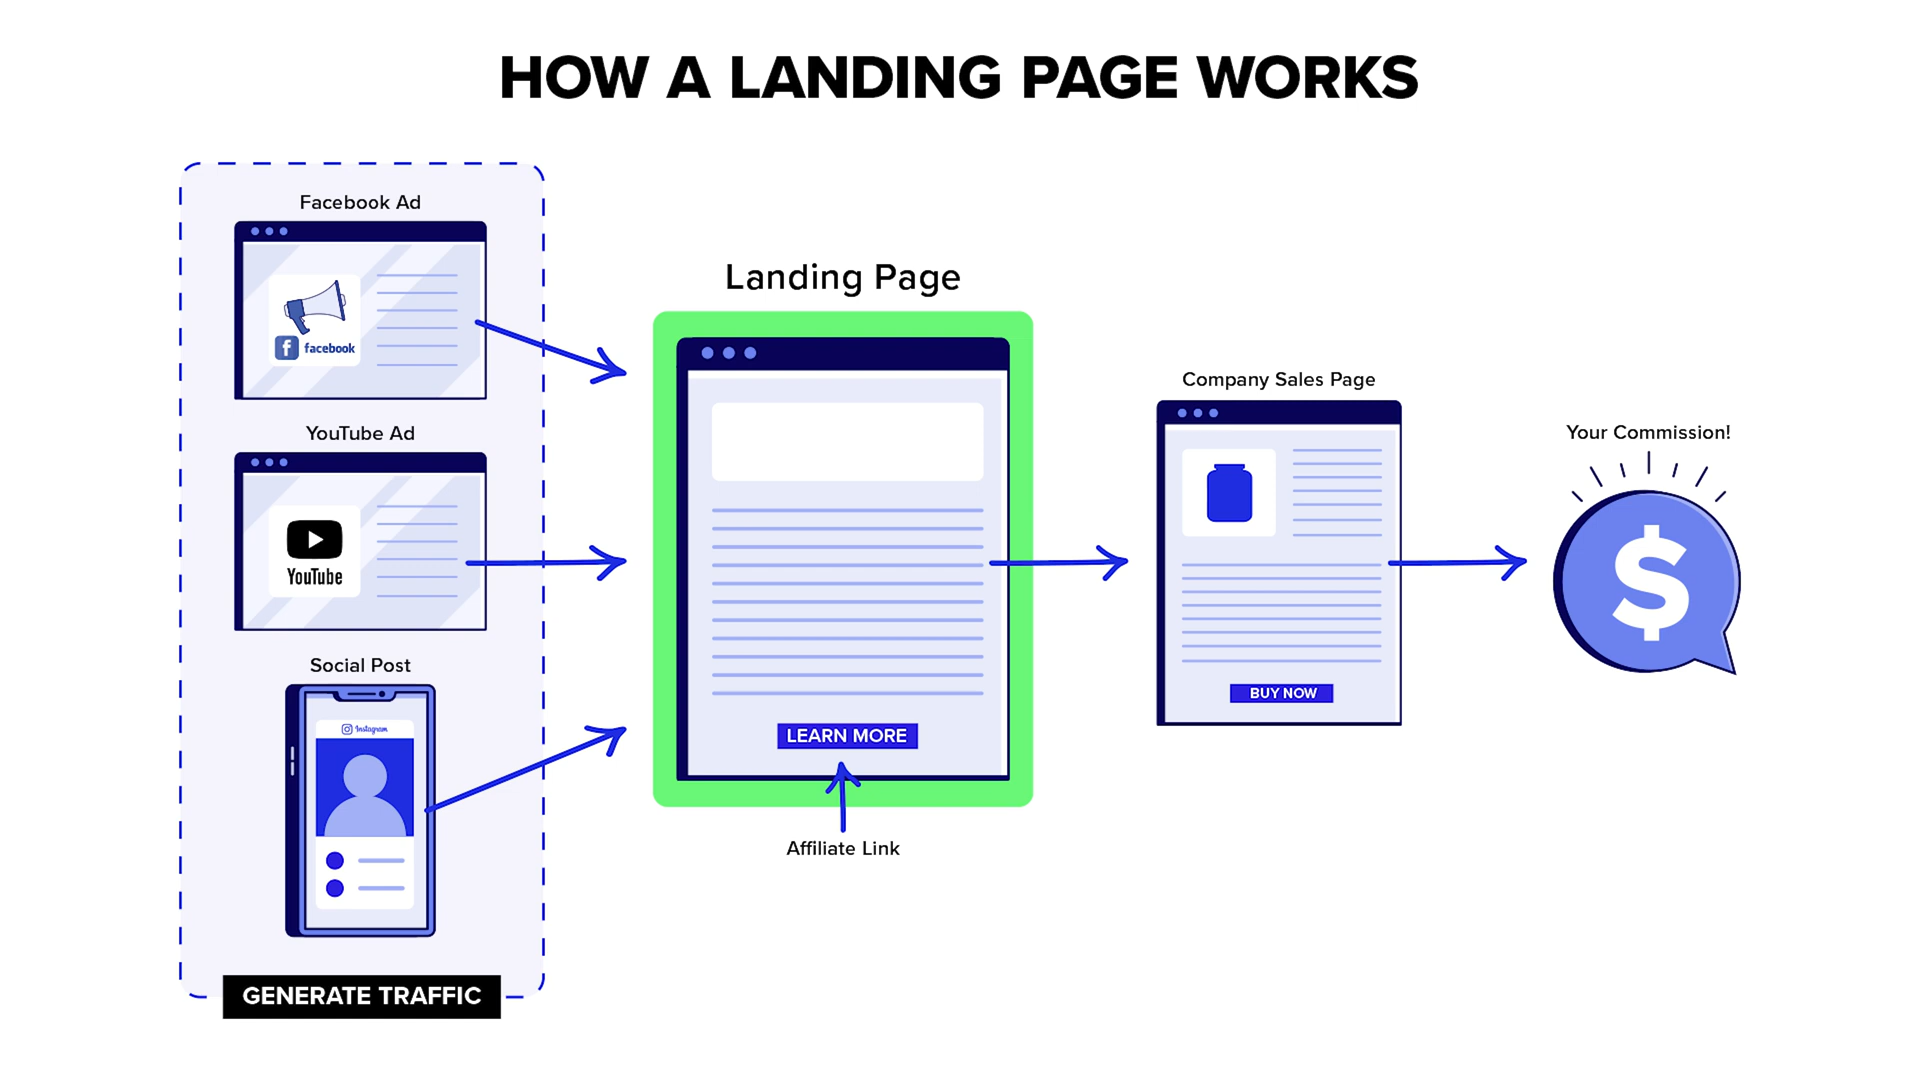 HOW A LANDING PAGE WORKS
Facebook Ad
facebook
YouTube Ad
YouTube
Social Post
Instagram
GENERATE TRAFFIC
Landing Page
LEARN MORE
Affiliate Link
Company Sales Page
BUY NOW
Your Commission!
$